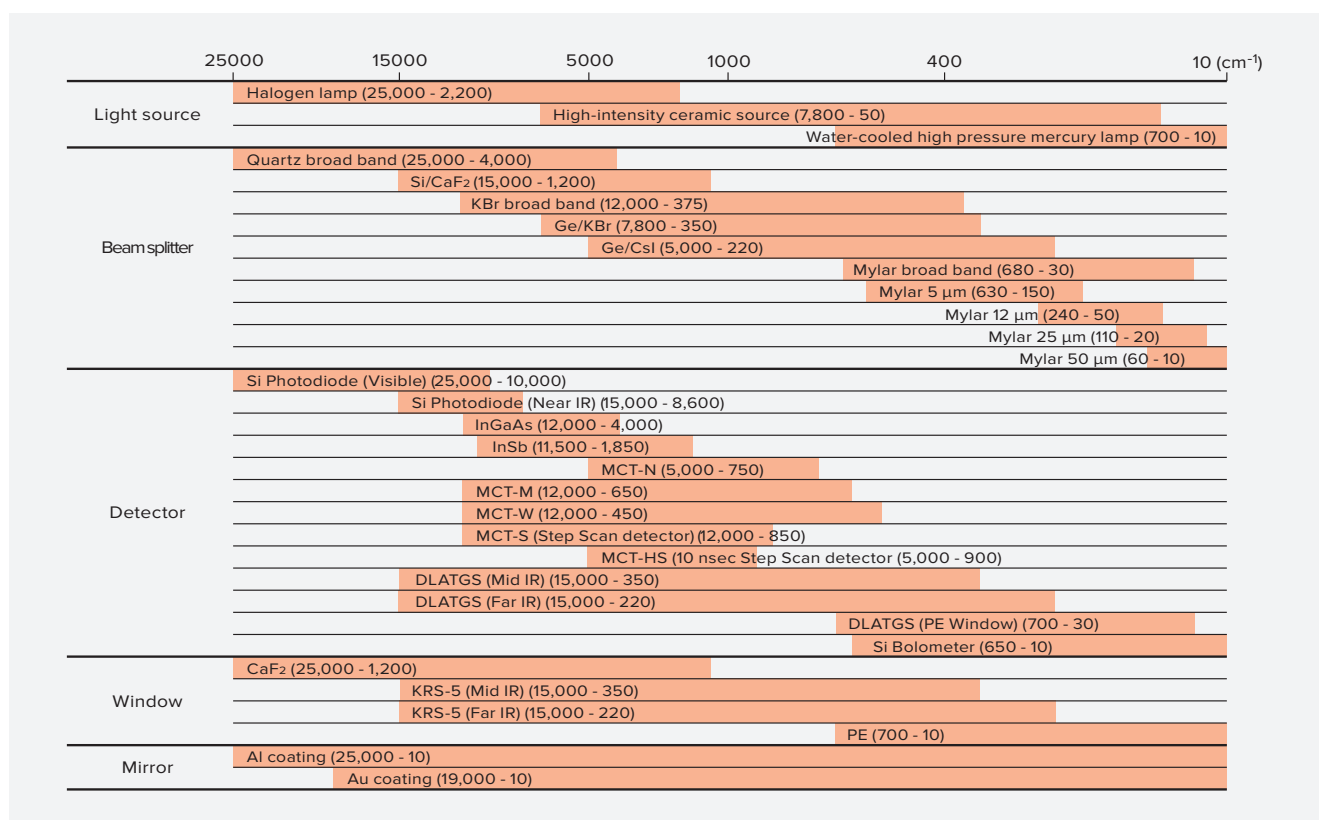 25000 15000 5000 1000 400 10 (cm⁻¹)
Light source
Halogen lamp (25,000 - 2,200)
High-intensity ceramic source (7,800 - 50)
Water-cooled high pressure mercury lamp (700 - 10)
Beam splitter
Quartz broad band (25,000 - 4,000)
Si/CaF₂ (15,000 - 1,200)
KBr broad band (12,000 - 375)
Ge/KBr (7,800 - 350)
Ge/CsI (5,000 - 220)
Mylar broad band (680 - 30)
Mylar 5 µm (630 - 150)
Mylar 12 µm (240 - 50)
Mylar 25 µm (110 - 20)
Mylar 50 µm (60 - 10)
Detector
Si Photodiode (Visible) (25,000 - 10,000)
Si Photodiode (Near IR) (15,000 - 8,600)
InGaAs (12,000 - 4,000)
InSb (11,500 - 1,850)
MCT-N (5,000 - 750)
MCT-M (12,000 - 650)
MCT-W (12,000 - 450)
MCT-S (Step Scan detector) (12,000 - 850)
MCT-HS (10 nsec Step Scan detector (5,000 - 900)
DLATGS (Mid IR) (15,000 - 350)
DLATGS (Far IR) (15,000 - 220)
DLATGS (PE Window) (700 - 30)
Si Bolometer (650 - 10)
Window
CaF₂ (25,000 - 1,200)
KRS-5 (Mid IR) (15,000 - 350)
KRS-5 (Far IR) (15,000 - 220)
PE (700 - 10)
Mirror
Al coating (25,000 - 10)
Au coating (19,000 - 10)